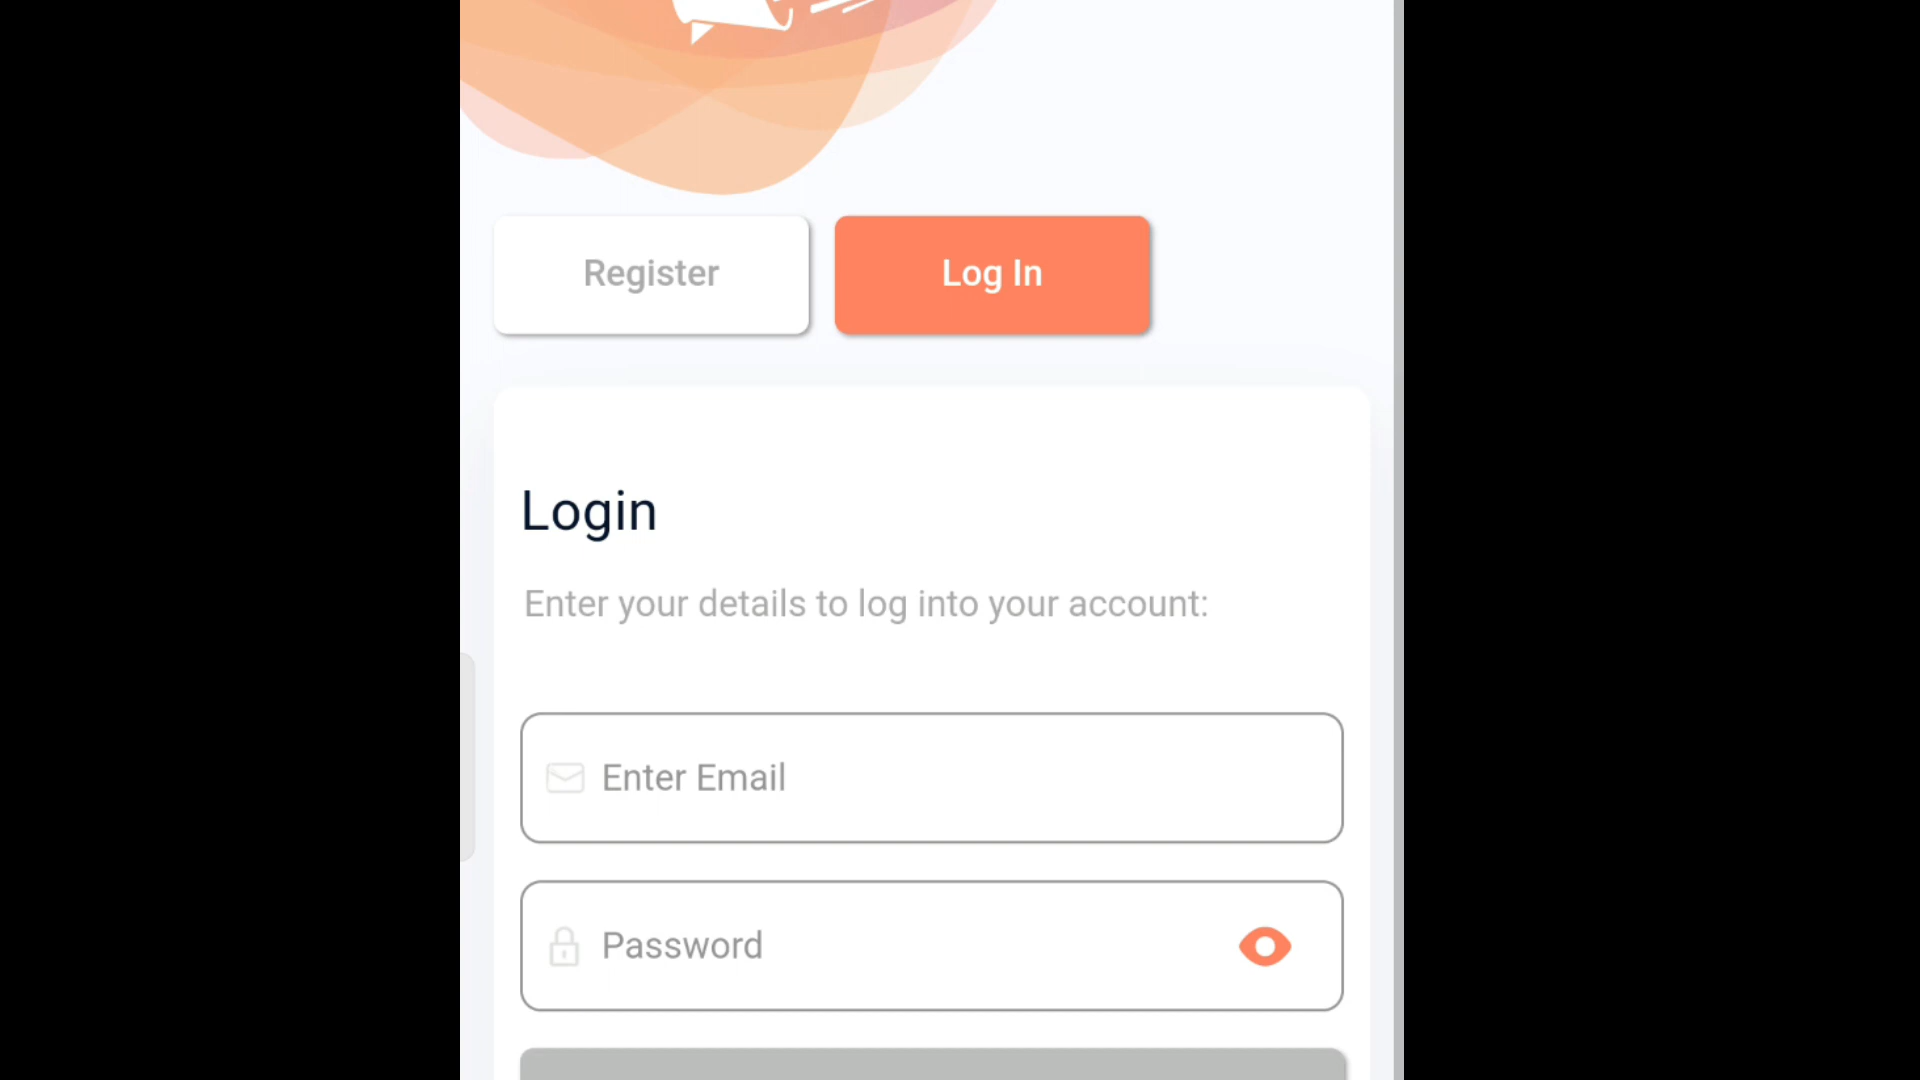 Register
Log In
Login
Enter your details to log into your account:
Enter Email
Password